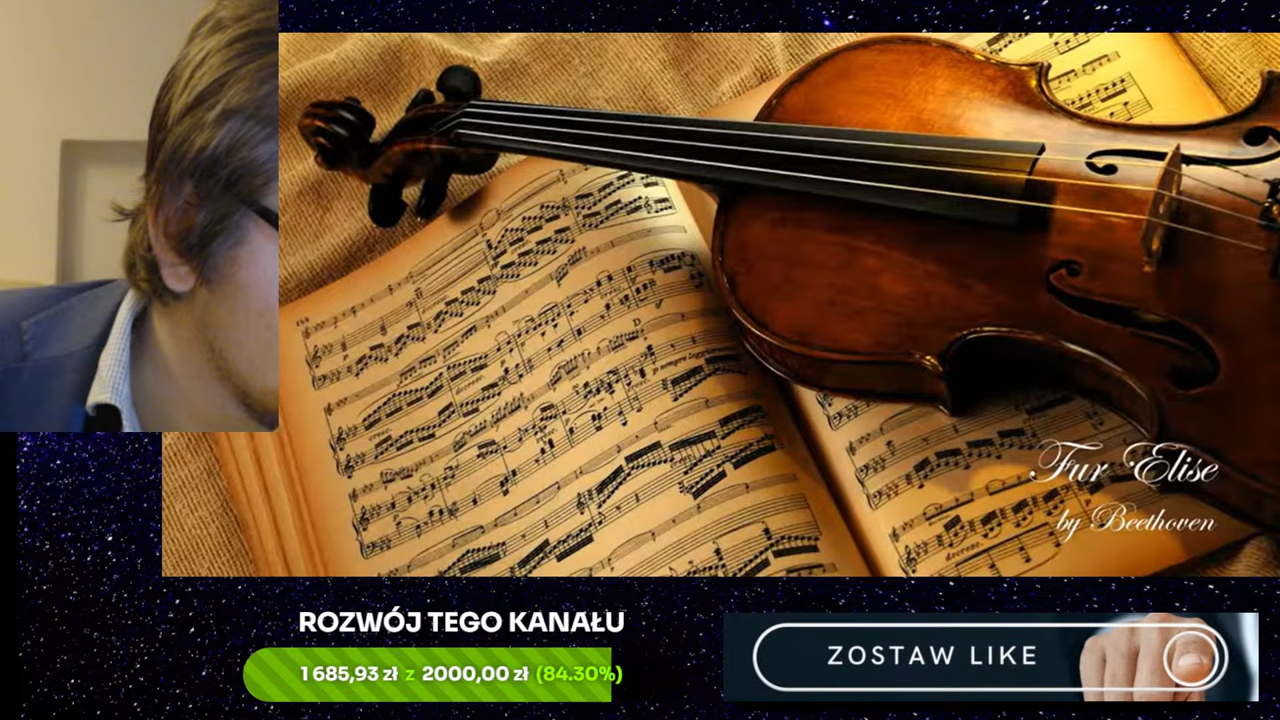 Fur Elise
by Beethoven
ROZWÓJ TEGO KANAŁU
1 685,93 zł z 2000,00 zł (84.30%)
ZOSTAW LIKE